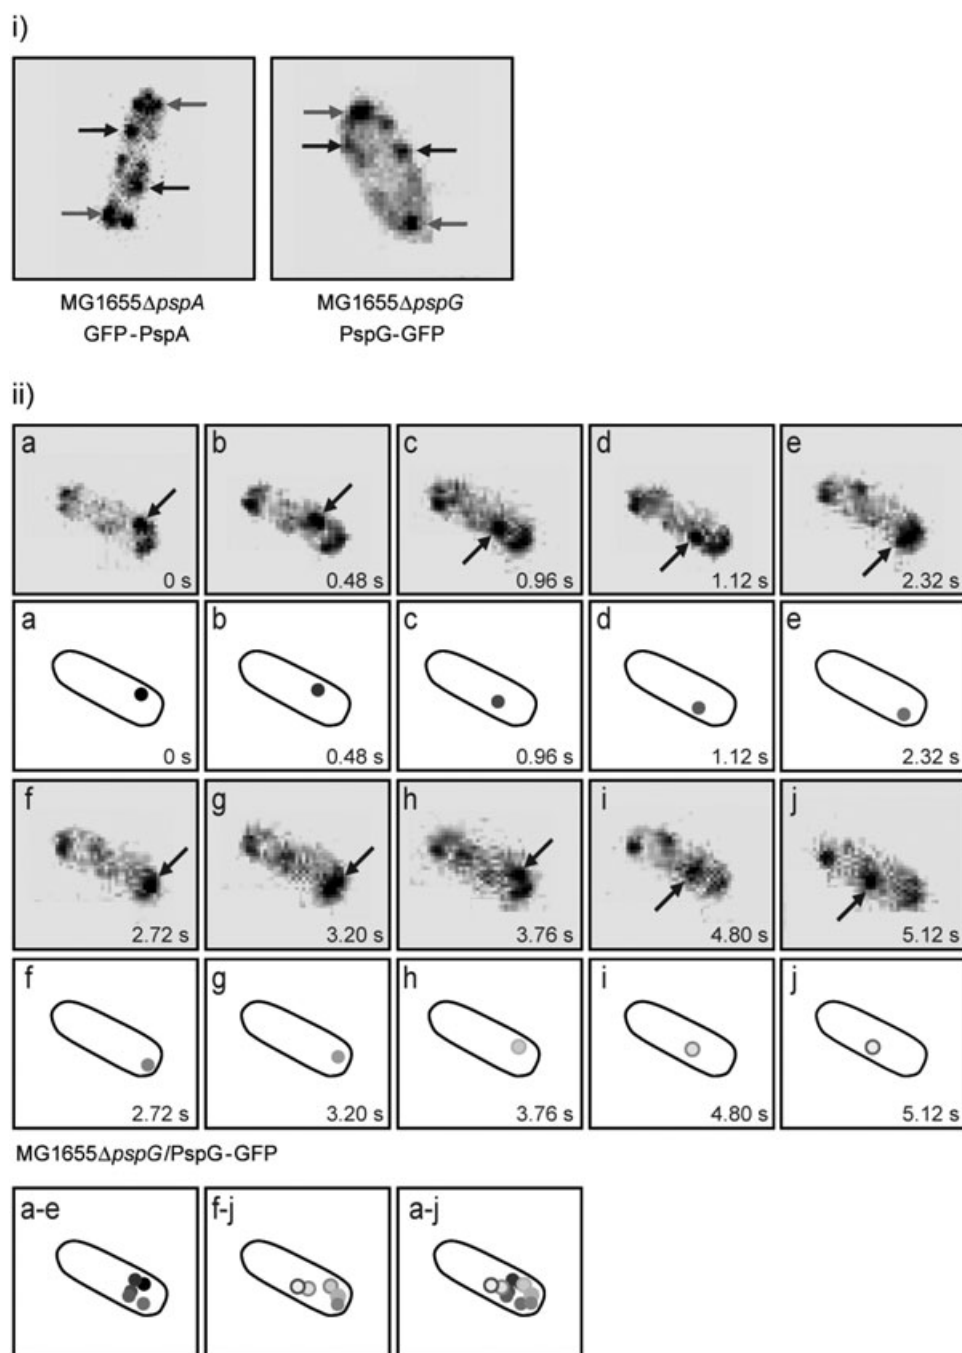 i)
MG1655ΔpspA
GFP-PspA
MG1655ΔpspG
PspG-GFP
ii)
a b c d e
0 s 0.48 s 0.96 s 1.12 s 2.32 s
a b c d e
0 s 0.48 s 0.96 s 1.12 s 2.32 s
f g h i j
2.72 s 3.20 s 3.76 s 4.80 s 5.12 s
f g h i j
2.72 s 3.20 s 3.76 s 4.80 s 5.12 s
MG1655ΔpspG/PspG-GFP
a-e f-j a-j